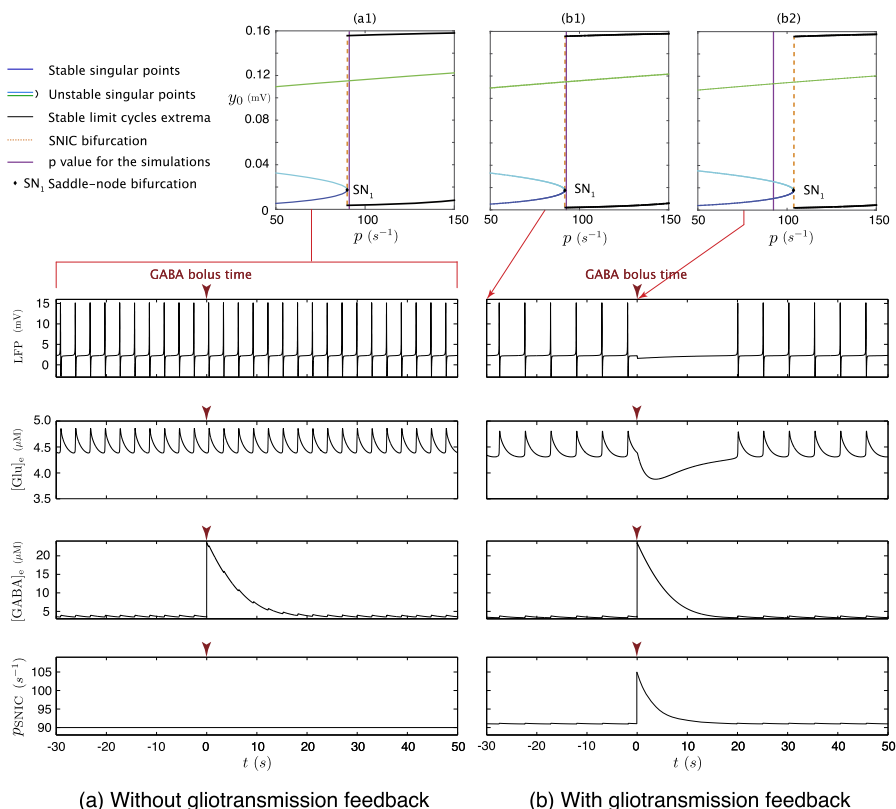 (a1)
(b1)
(b2)
Stable singular points
Unstable singular points
Stable limit cycles extrema
SNIC bifurcation
p value for the simulations
SN1 Saddle-node bifurcation
0.16
0.12
y0 (mV)
0.08
0.04
0
SN1
SN1
SN1
50
100
150
50
100
150
50
100
150
p (s⁻¹)
p (s⁻¹)
p (s⁻¹)
GABA bolus time
GABA bolus time
LFP (mV)
15
10
5
0
[Glu]e (μM)
5.0
4.5
4.0
3.5
[GABA]e (μM)
20
15
10
5
pSNIC (s⁻¹)
105
100
95
90
-30
-20
-10
0
10
20
30
40
50
-30
-20
-10
0
10
20
30
40
50
t (s)
t (s)
(a) Without gliotransmission feedback
(b) With gliotransmission feedback